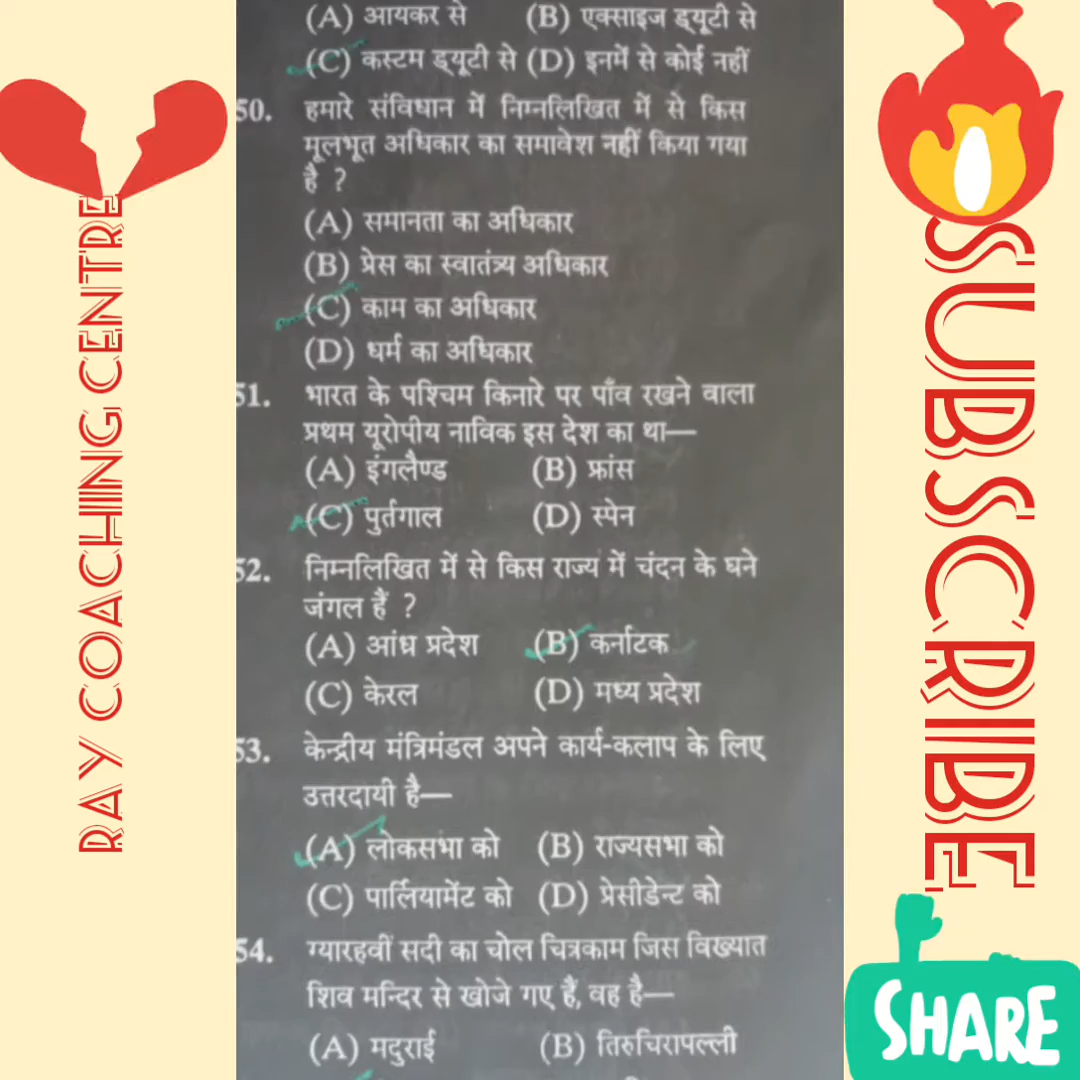 (A) आयकर से (B) एक्साइज ड्यूटी से
(C) कस्टम ड्यूटी से (D) इनमें से कोई नहीं
50. हमारे संविधान में निम्नलिखित में से किस
मूलभूत अधिकार का समावेश नहीं किया गया
है ?
(A) समानता का अधिकार
(B) प्रेस का स्वातंत्र्य अधिकार
(C) काम का अधिकार
(D) धर्म का अधिकार
51. भारत के पश्चिम किनारे पर पाँव रखने वाला
प्रथम यूरोपीय नाविक इस देश का था—
(A) इंगलैण्ड (B) फ्रांस
(C) पुर्तगाल (D) स्पेन
52. निम्नलिखित में से किस राज्य में चंदन के घने
जंगल हैं ?
(A) आंध्र प्रदेश (B) कर्नाटक
(C) केरल (D) मध्य प्रदेश
53. केन्द्रीय मंत्रिमंडल अपने कार्य-कलाप के लिए
उत्तरदायी है—
(A) लोकसभा को (B) राज्यसभा को
(C) पार्लियामेंट को (D) प्रेसीडेन्ट को
54. ग्यारहवीं सदी का चोल चित्रकाम जिस विख्यात
शिव मन्दिर से खोजे गए हैं, वह है—
(A) मदुराई (B) तिरुचिरापल्ली
RAY COACHING CENTRE
SUBSCRIBE
SHARE